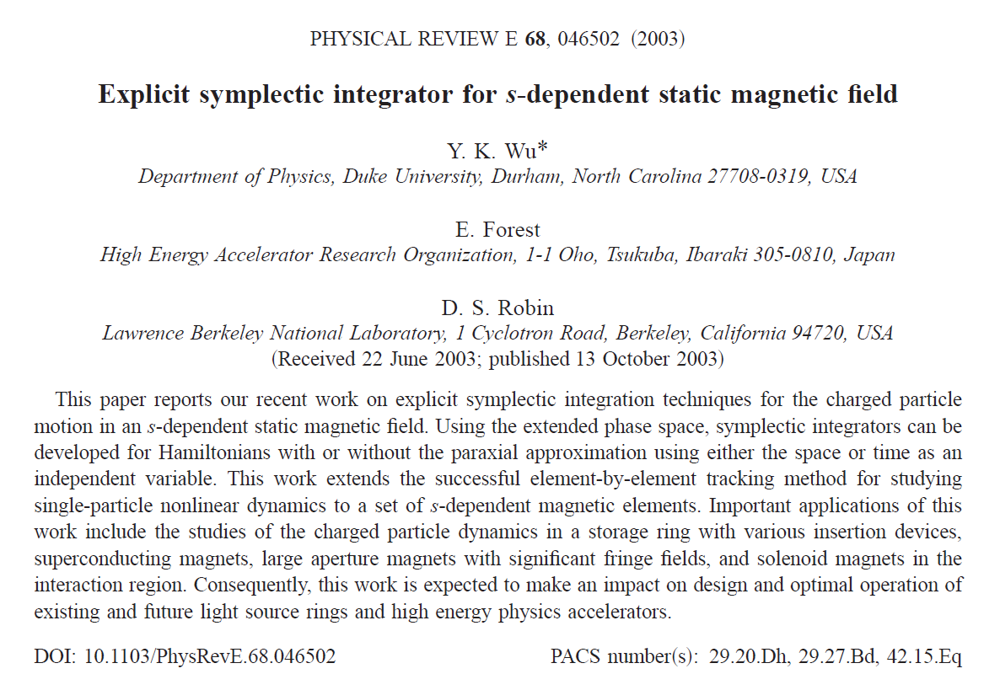 PHYSICAL REVIEW E 68, 046502 (2003)
Explicit symplectic integrator for s-dependent static magnetic field
Y. K. Wu*
Department of Physics, Duke University, Durham, North Carolina 27708-0319, USA
E. Forest
High Energy Accelerator Research Organization, 1-1 Oho, Tsukuba, Ibaraki 305-0810, Japan
D. S. Robin
Lawrence Berkeley National Laboratory, 1 Cyclotron Road, Berkeley, California 94720, USA
(Received 22 June 2003; published 13 October 2003)
This paper reports our recent work on explicit symplectic integration techniques for the charged particle
motion in an s-dependent static magnetic field. Using the extended phase space, symplectic integrators can be
developed for Hamiltonians with or without the paraxial approximation using either the space or time as an
independent variable. This work extends the successful element-by-element tracking method for studying
single-particle nonlinear dynamics to a set of s-dependent magnetic elements. Important applications of this
work include the studies of the charged particle dynamics in a storage ring with various insertion devices,
superconducting magnets, large aperture magnets with significant fringe fields, and solenoid magnets in the
interaction region. Consequently, this work is expected to make an impact on design and optimal operation of
existing and future light source rings and high energy physics accelerators.
DOI: 10.1103/PhysRevE.68.046502 PACS number(s): 29.20.Dh, 29.27.Bd, 42.15.Eq